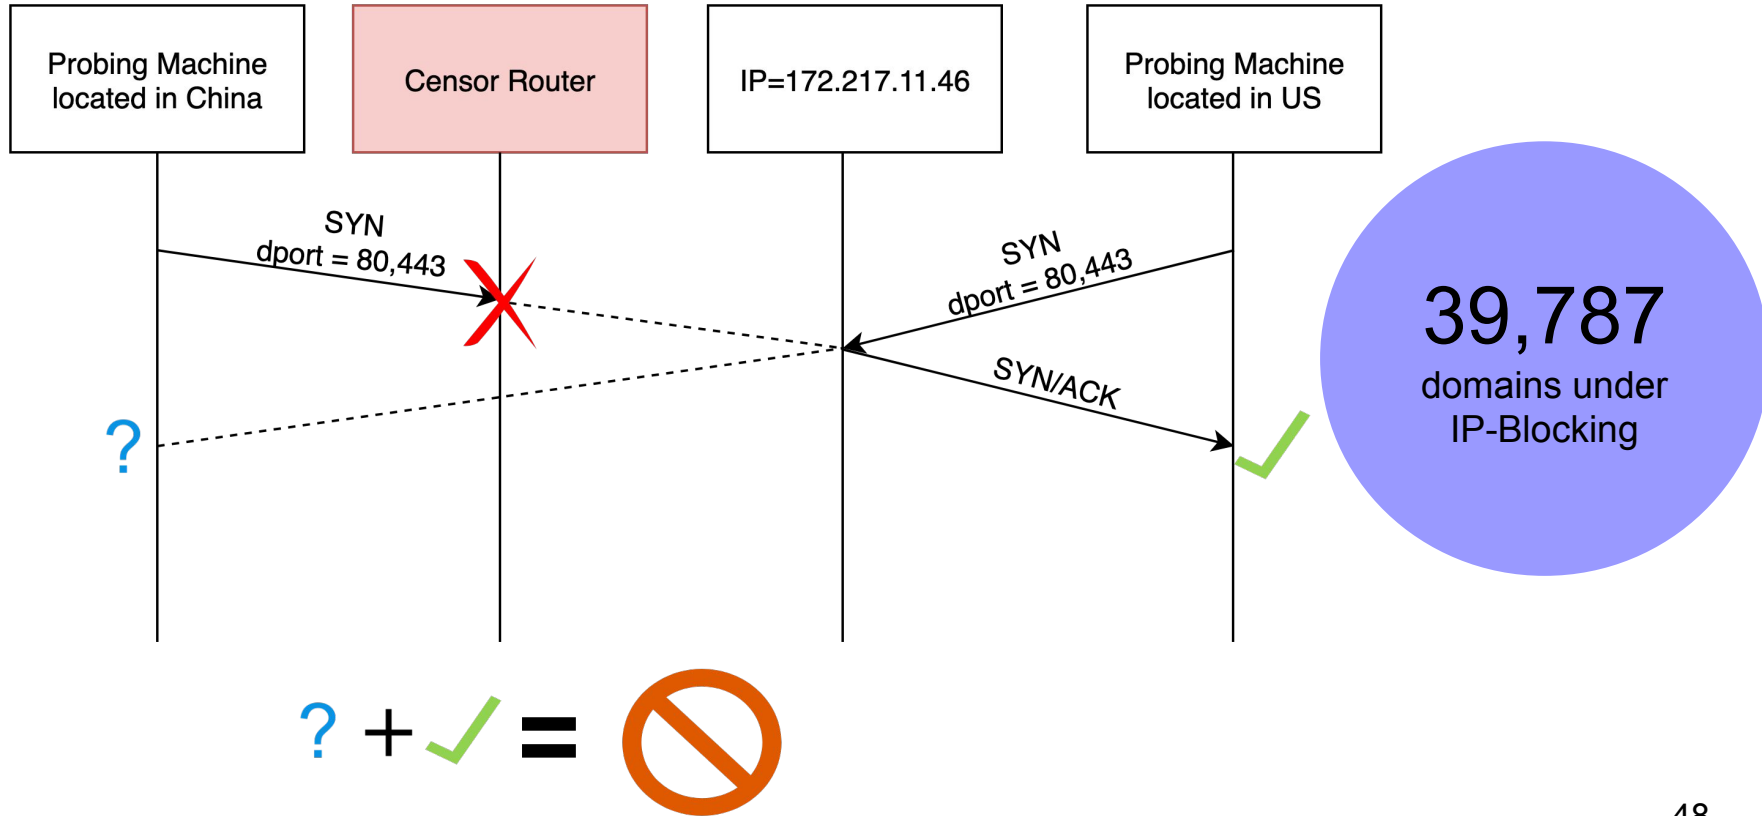 Probing Machine
located in China
Censor Router
IP=172.217.11.46
Probing Machine
located in US
SYN
dport = 80,443
SYN
dport = 80,443
SYN/ACK
39,787
domains under
IP-Blocking
?
? + =
48